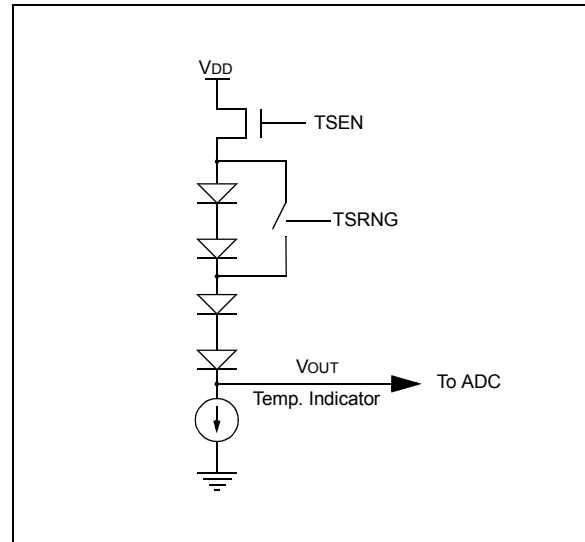 VDD
TSEN
TSRNG
VOUT
To ADC
Temp. Indicator